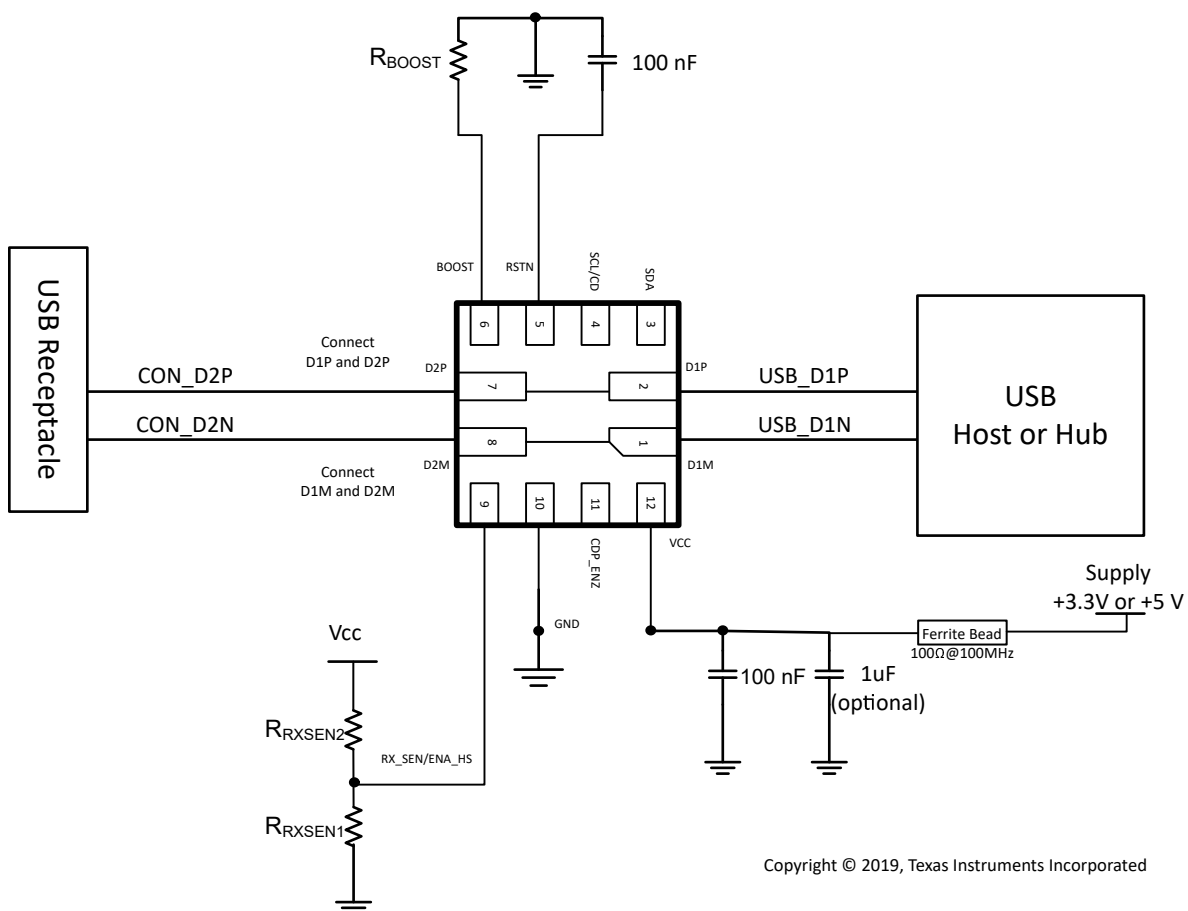 RBOOST
100 nF
BOOST
RSTN
SCL/CD
SDA
USB Receptacle
Connect
D1P and D2P
6
5
4
3
D2P
D1P
CON_D2P
7
2
USB_D1P
USB
Host or Hub
CON_D2N
8
1
USB_D1N
D2M
D1M
Connect
D1M and D2M
9
10
11
12
CDP_ENZ
VCC
Supply
+3.3V or +5 V
GND
Ferrite Bead
100Ω@100MHz
Vcc
100 nF
1uF
(optional)
RRXSEN2
RX_SEN/ENA_HS
RRXSEN1
Copyright © 2019, Texas Instruments Incorporated